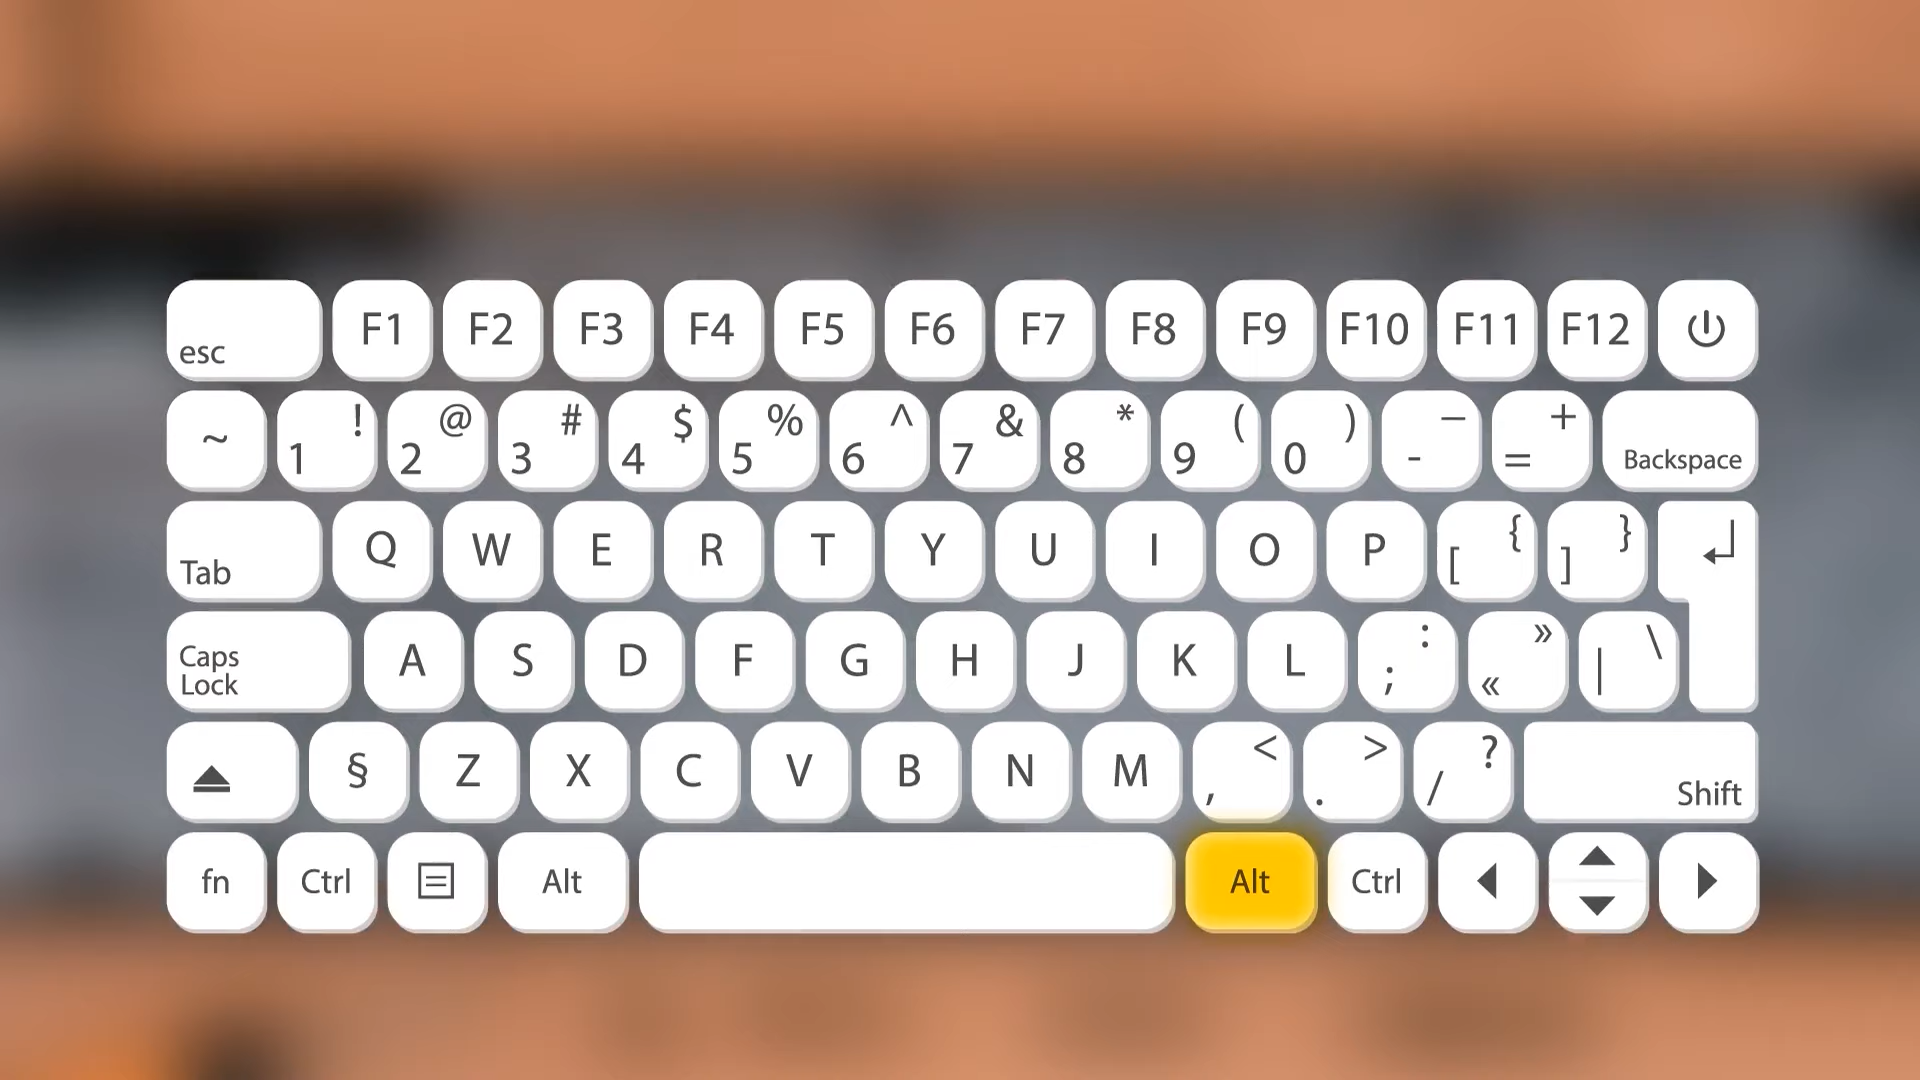 esc F1 F2 F3 F4 F5 F6 F7 F8 F9 F10 F11 F12
~ 1 ! 2 @ 3 # 4 $ 5 % 6 ^ 7 & 8 * 9 ( 0 ) - _ = + Backspace
Tab Q W E R T Y U I O P [ { ] }
Caps Lock A S D F G H J K L ; : « » | \
§ Z X C V B N M , < . > / ? Shift
fn Ctrl Alt Alt Ctrl